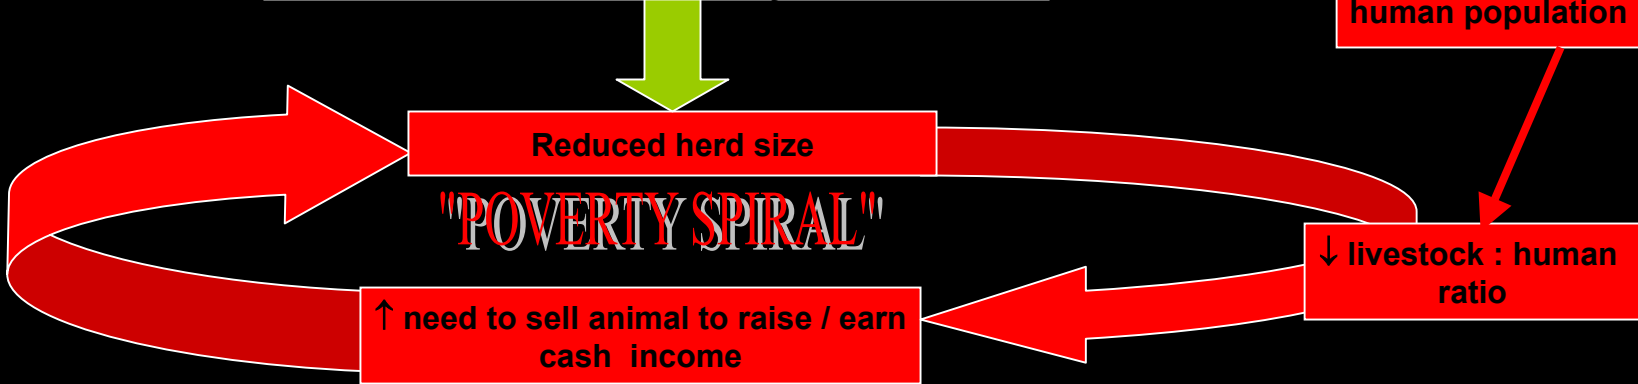 human population
Reduced herd size
"POVERTY SPIRAL"
↓ livestock : human
ratio
↑ need to sell animal to raise / earn
cash income